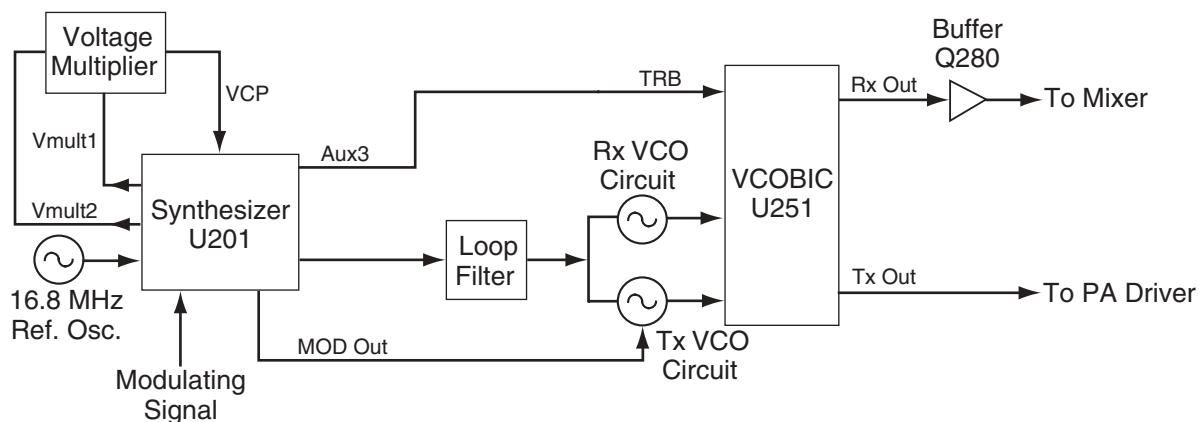 Voltage
Multiplier
VCP
Vmult1
Vmult2
Synthesizer
U201
16.8 MHz
Ref. Osc.
Modulating
Signal
Aux3
MOD Out
Loop
Filter
TRB
Rx VCO
Circuit
Tx VCO
Circuit
VCOBIC
U251
Rx Out
Buffer
Q280
To Mixer
Tx Out
To PA Driver